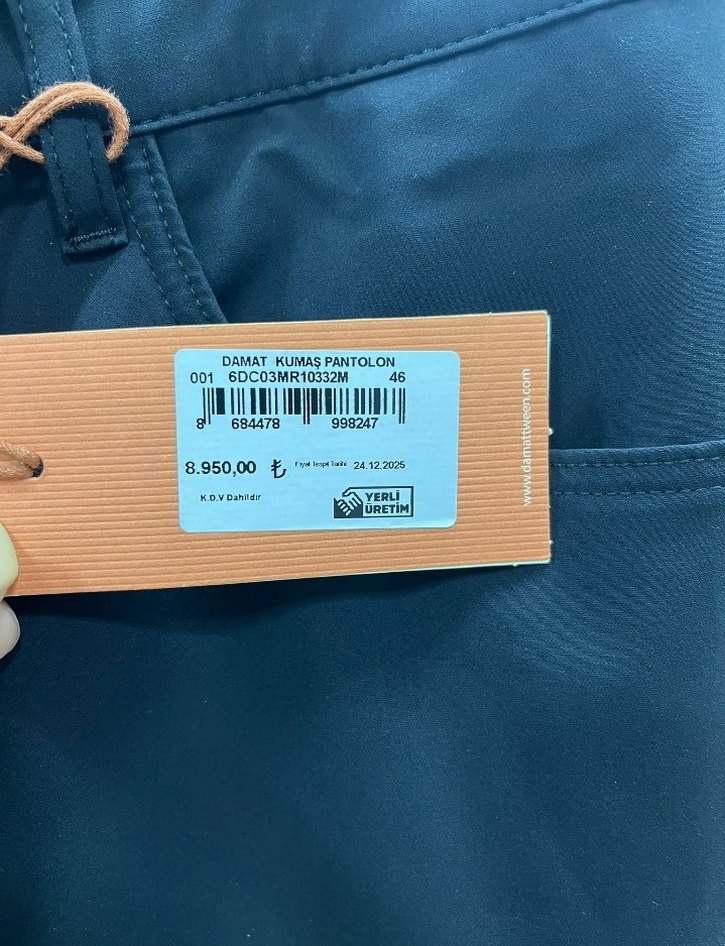 DAMAT KUMAŞ PANTOLON
001 6DC03MR10332M 46
8 684478 998247
8.950,00 ₺ Fiyat Tespit Tarihi 24.12.2025
K.D.V Dahildir
YERLİ
ÜRETİM
www.damattween.com